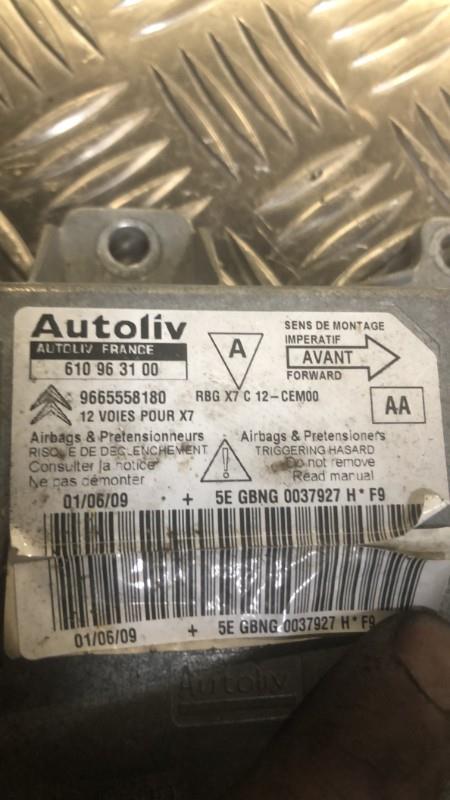 Autoliv
AUTOLIV FRANCE
610 96 31 00
A
SENS DE MONTAGE
IMPERATIF
AVANT
FORWARD
9665558180 RBG X7 C 12-CEM00
12 VOIES POUR X7
AA
Airbags & Pretensionneurs
RISQUE DE DECLENCHEMENT
Consulter la notice
Ne pas démonter
Airbags & Pretensioners
TRIGGERING HASARD
Do not remove
Read manual
01/06/09 + 5E GBNG 0037927 H*F9
01/06/09 + 5E GBNG 0037927 H*F9
Autoliv